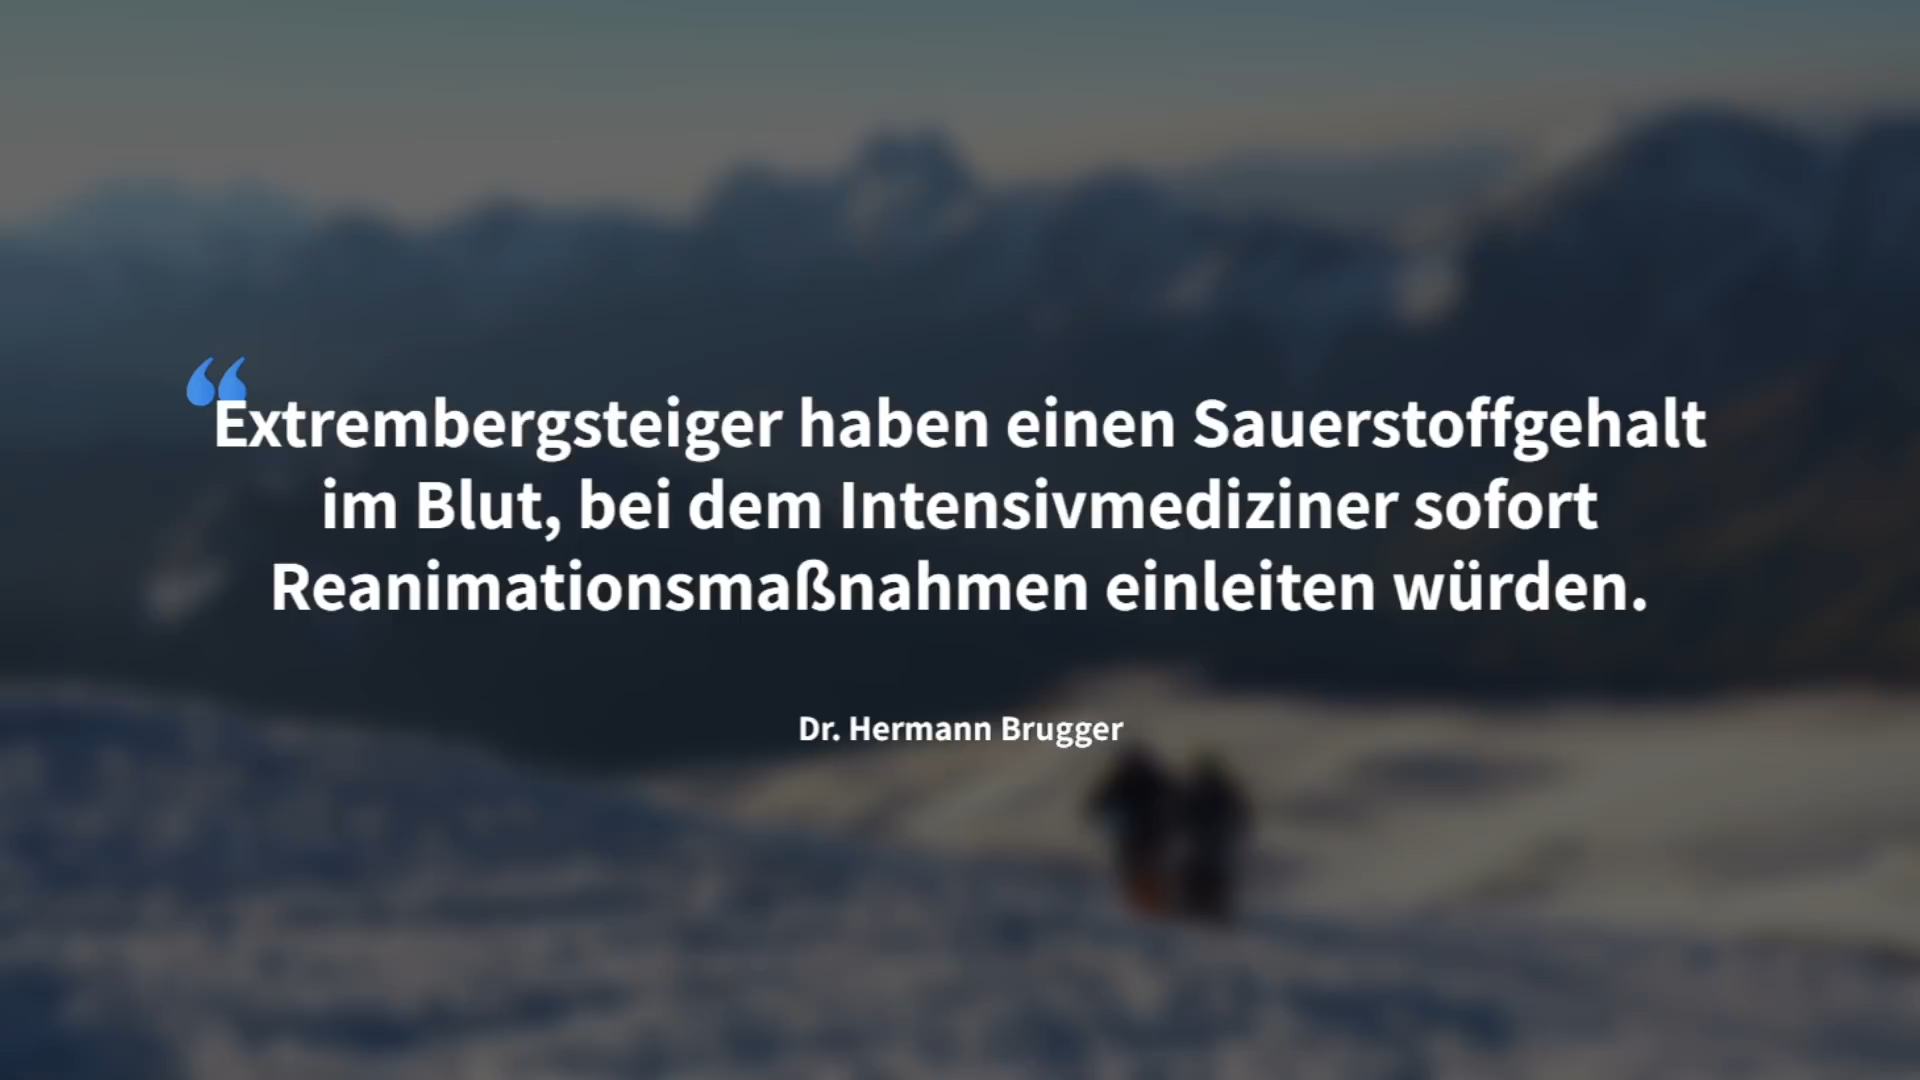 “Extrembergsteiger haben einen Sauerstoffgehalt
im Blut, bei dem Intensivmediziner sofort
Reanimationsmaßnahmen einleiten würden.
Dr. Hermann Brugger